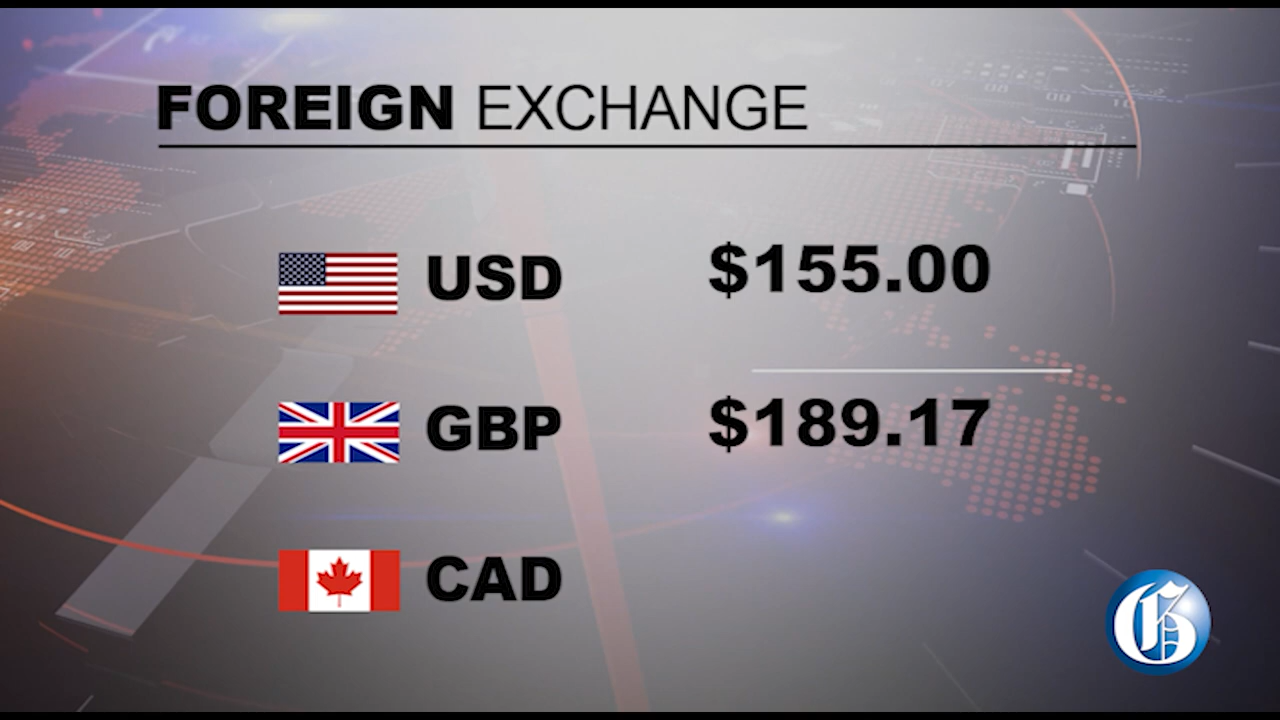 FOREIGN EXCHANGE
USD $155.00
GBP $189.17
CAD
G